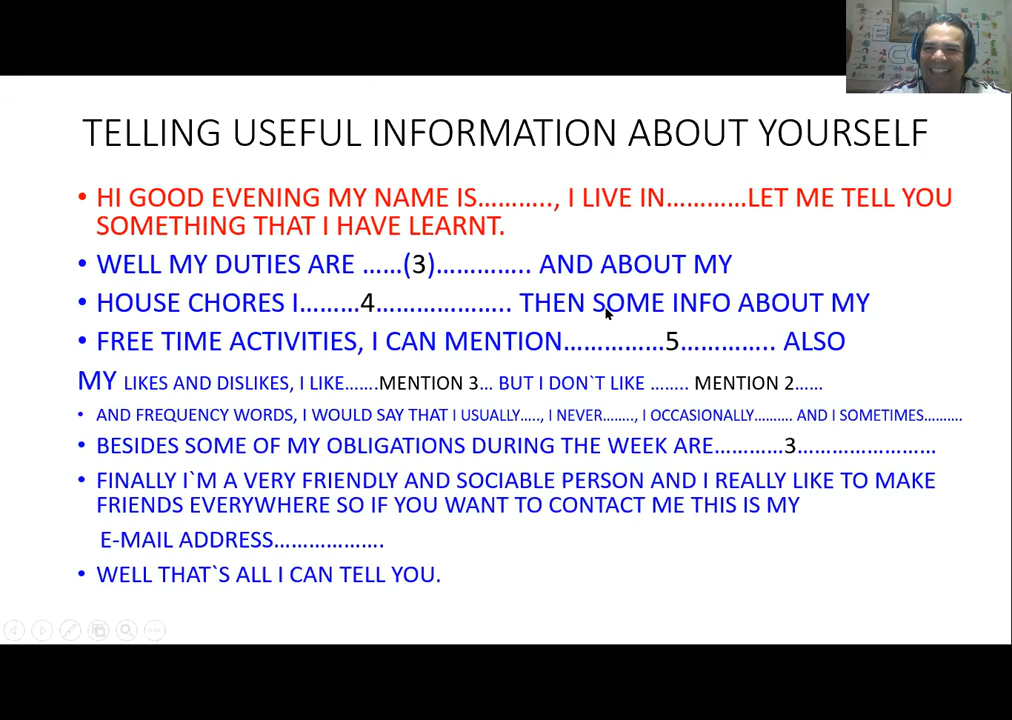 TELLING USEFUL INFORMATION ABOUT YOURSELF
• HI GOOD EVENING MY NAME IS……….., I LIVE IN…………LET ME TELL YOU
SOMETHING THAT I HAVE LEARNT.
• WELL MY DUTIES ARE ……(3)………….. AND ABOUT MY
• HOUSE CHORES I………4……………….. THEN SOME INFO ABOUT MY
• FREE TIME ACTIVITIES, I CAN MENTION……………5………….. ALSO
MY LIKES AND DISLIKES, I LIKE…….MENTION 3… BUT I DON`T LIKE …….. MENTION 2……
• AND FREQUENCY WORDS, I WOULD SAY THAT I USUALLY….., I NEVER…….., I OCCASIONALLY………. AND I SOMETIMES……….
• BESIDES SOME OF MY OBLIGATIONS DURING THE WEEK ARE…………3……………………
• FINALLY I`M A VERY FRIENDLY AND SOCIABLE PERSON AND I REALLY LIKE TO MAKE
FRIENDS EVERYWHERE SO IF YOU WANT TO CONTACT ME THIS IS MY
E-MAIL ADDRESS……………….
• WELL THAT`S ALL I CAN TELL YOU.